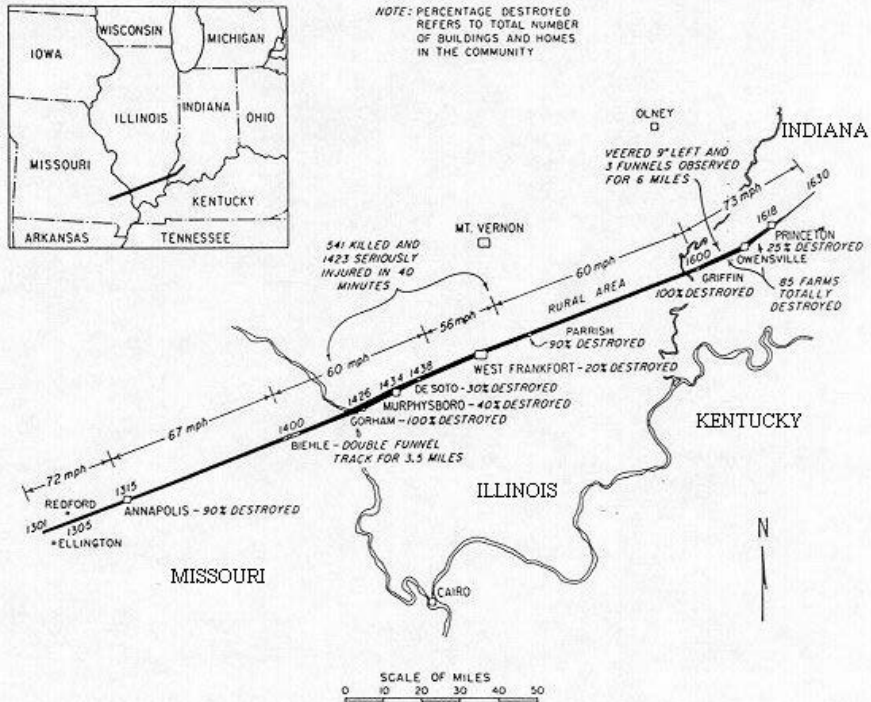 NOTE: PERCENTAGE DESTROYED
REFERS TO TOTAL NUMBER
OF BUILDINGS AND HOMES
IN THE COMMUNITY
WISCONSIN
MICHIGAN
IOWA
ILLINOIS
INDIANA
OHIO
MISSOURI
KENTUCKY
ARKANSAS
TENNESSEE
OLNEY
INDIANA
VEERED 9° LEFT AND
3 FUNNELS OBSERVED
FOR 6 MILES
73 mph
1630
1618
MT. VERNON
PRINCETON
25% DESTROYED
541 KILLED AND
1423 SERIOUSLY
INJURED IN 40
MINUTES
60 mph
1600
OWENSVILLE
GRIFFIN
100% DESTROYED
85 FARMS
TOTALLY
DESTROYED
RURAL AREA
56 mph
PARRISH
90% DESTROYED
60 mph
WEST FRANKFORT - 20% DESTROYED
1438
1434
1426
DE SOTO - 30% DESTROYED
MURPHYSBORO - 40% DESTROYED
GORHAM - 100% DESTROYED
KENTUCKY
67 mph
1400
BIEHLE - DOUBLE FUNNEL
TRACK FOR 3.5 MILES
72 mph
ILLINOIS
1315
REDFORD
ANNAPOLIS - 90% DESTROYED
1301
1305
ELLINGTON
N
MISSOURI
CAIRO
SCALE OF MILES
0 10 20 30 40 50